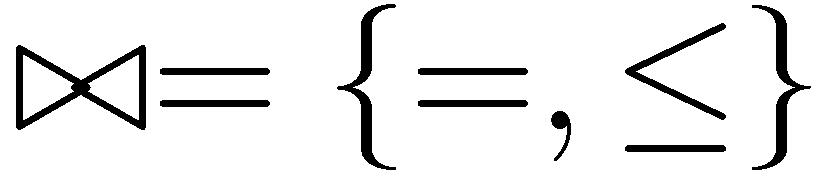 ⋈= {=, ≤}